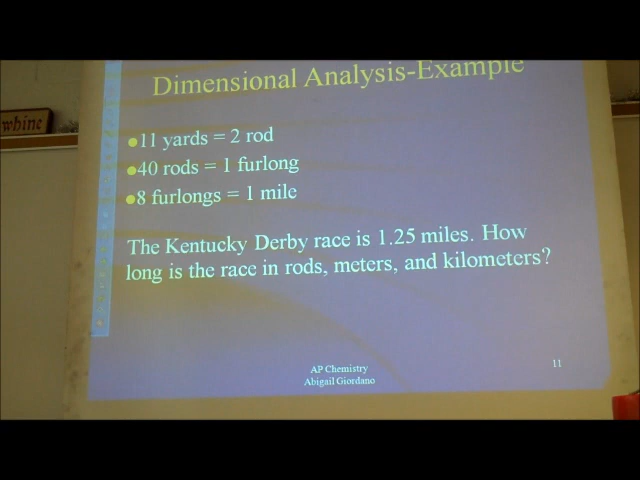 Dimensional Analysis-Example
whine
11 yards = 2 rod
40 rods = 1 furlong
8 furlongs = 1 mile
The Kentucky Derby race is 1.25 miles. How
long is the race in rods, meters, and kilometers?
AP Chemistry
Abigail Giordano
11